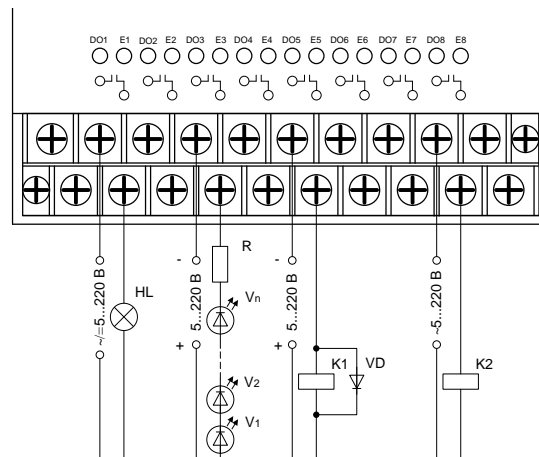 DO1 E1 DO2 E2 DO3 E3 DO4 E4 DO5 E5 DO6 E6 DO7 E7 DO8 E8
R
HL
Vn
V2
V1
~/=5...220 В
-
5...220 В
+
-
5...220 В
+
K1
VD
~5...220 В
K2